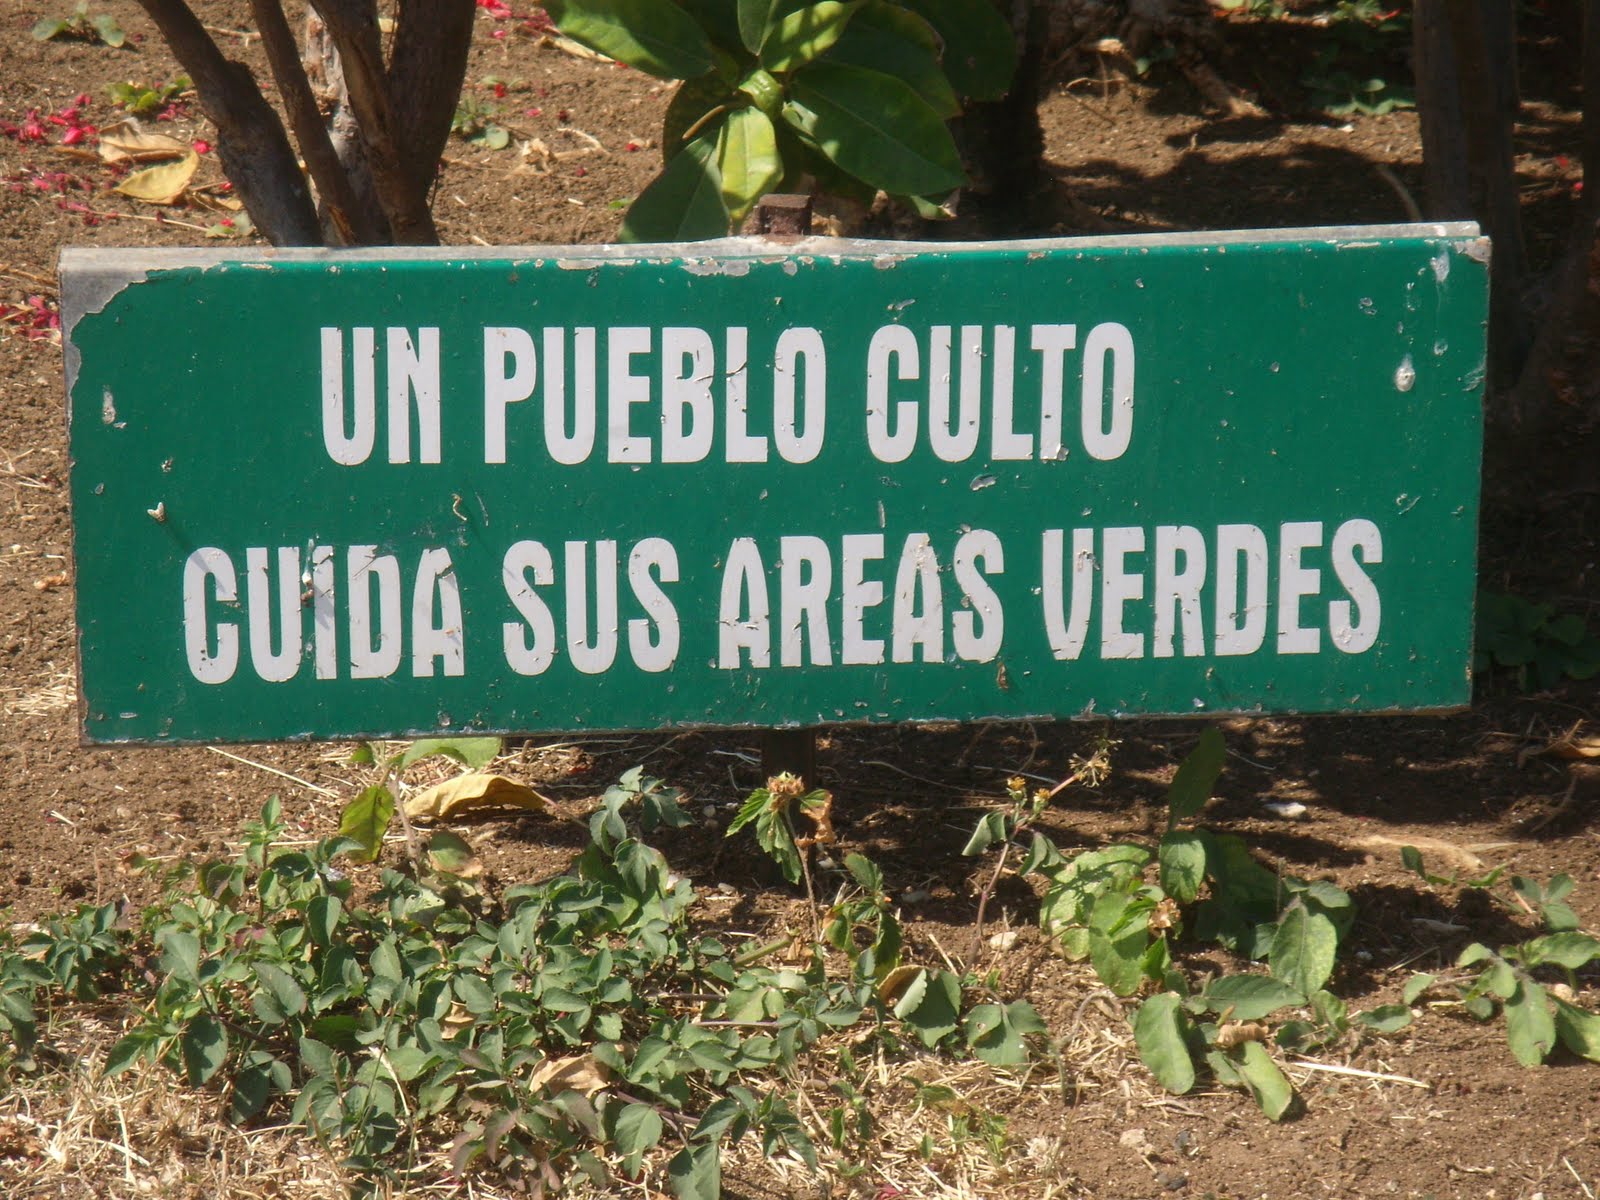 UN PUEBLO CULTO
CUIDA SUS AREAS VERDES